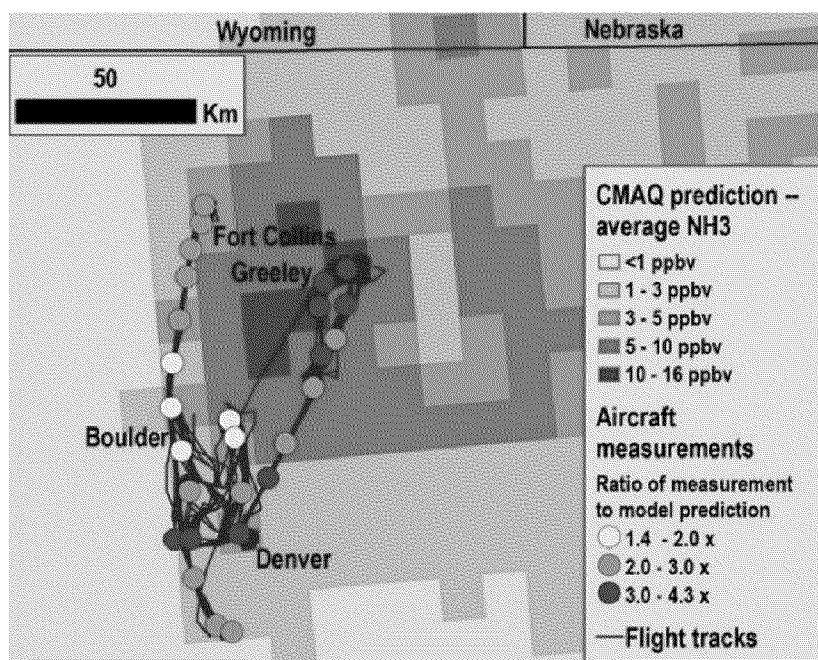 Wyoming
Nebraska
50
Km
Fort Collins
Greeley
Boulder
Denver
CMAQ prediction –
average NH3
<1 ppbv
1 - 3 ppbv
3 - 5 ppbv
5 - 10 ppbv
10 - 16 ppbv
Aircraft
measurements
Ratio of measurement
to model prediction
1.4 - 2.0 x
2.0 - 3.0 x
3.0 - 4.3 x
Flight tracks